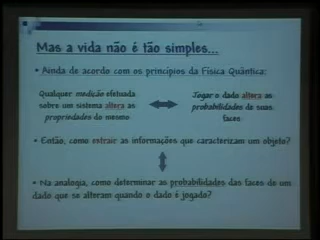 Mas a vida não é tão simples...
• Ainda de acordo com os princípios da Física Quântica:
Qualquer medição efetuada
sobre um sistema altera as
propriedades do mesmo
Jogar o dado altera as
probabilidades de suas
faces
• Então, como extrair as informações que caracterizam um objeto?
• Na analogia, como determinar as probabilidades das faces de um
dado que se alteram quando o dado é jogado?